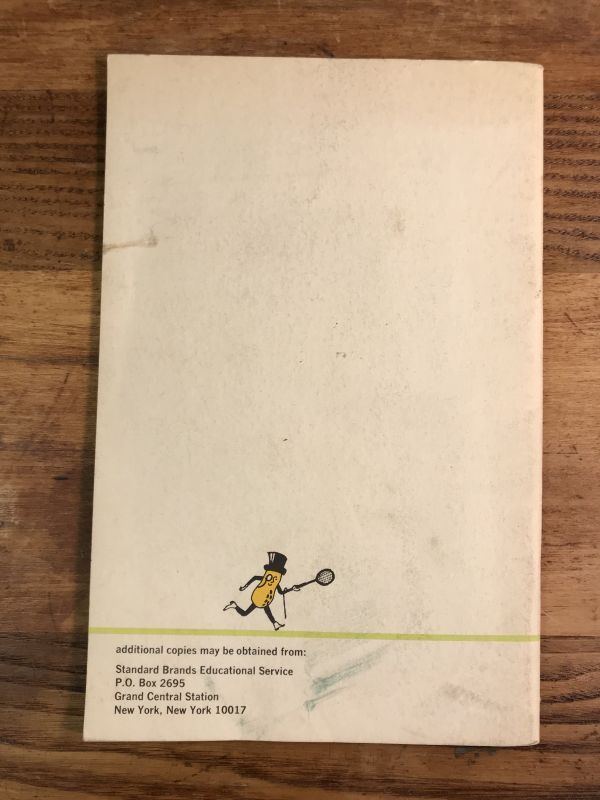 additional copies may be obtained from:
Standard Brands Educational Service
P.O. Box 2695
Grand Central Station
New York, New York 10017